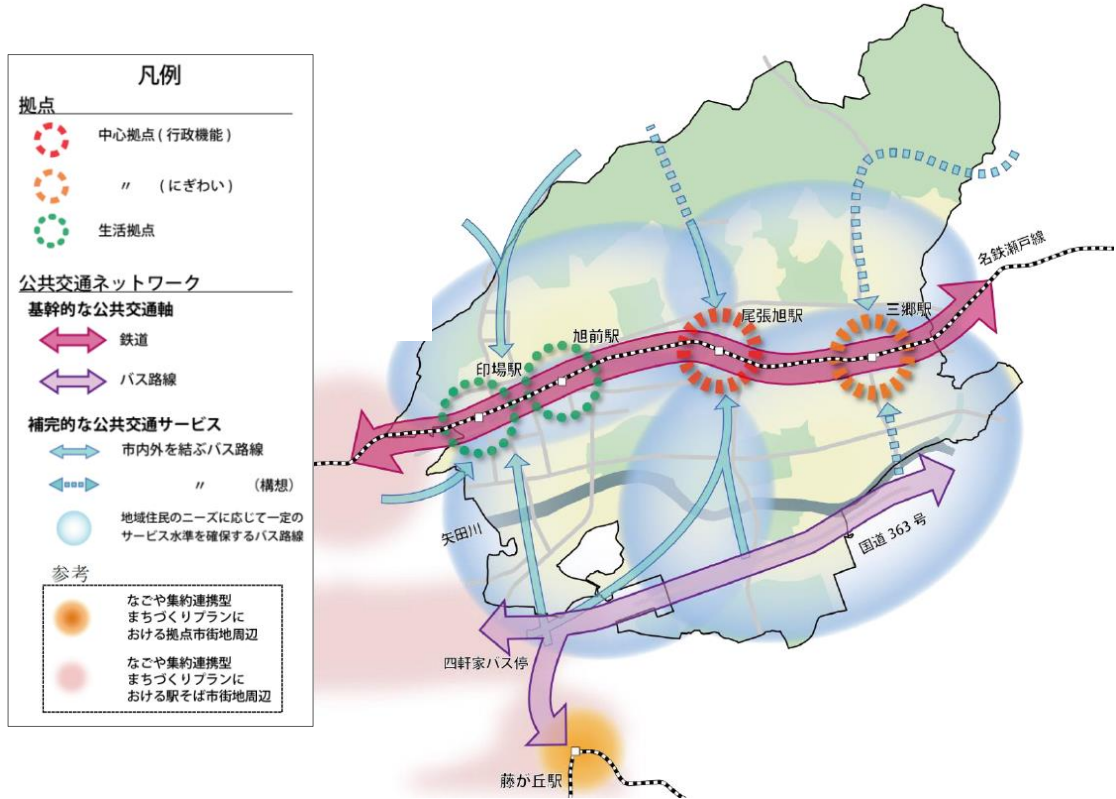 凡例
拠点
中心拠点 ( 行政機能 )
〃 ( にぎわい )
生活拠点
公共交通ネットワーク
基幹的な公共交通軸
鉄道
バス路線
補完的な公共交通サービス
市内外を結ぶバス路線
〃 (構想)
地域住民のニーズに応じて一定の
サービス水準を確保するバス路線
参考
なごや集約連携型
まちづくりプランに
おける拠点市街地周辺
なごや集約連携型
まちづくりプランに
おける駅そば市街地周辺
名鉄瀬戸線
三郷駅
尾張旭駅
旭前駅
印場駅
矢田川
国道 363 号
四軒家バス停
藤が丘駅